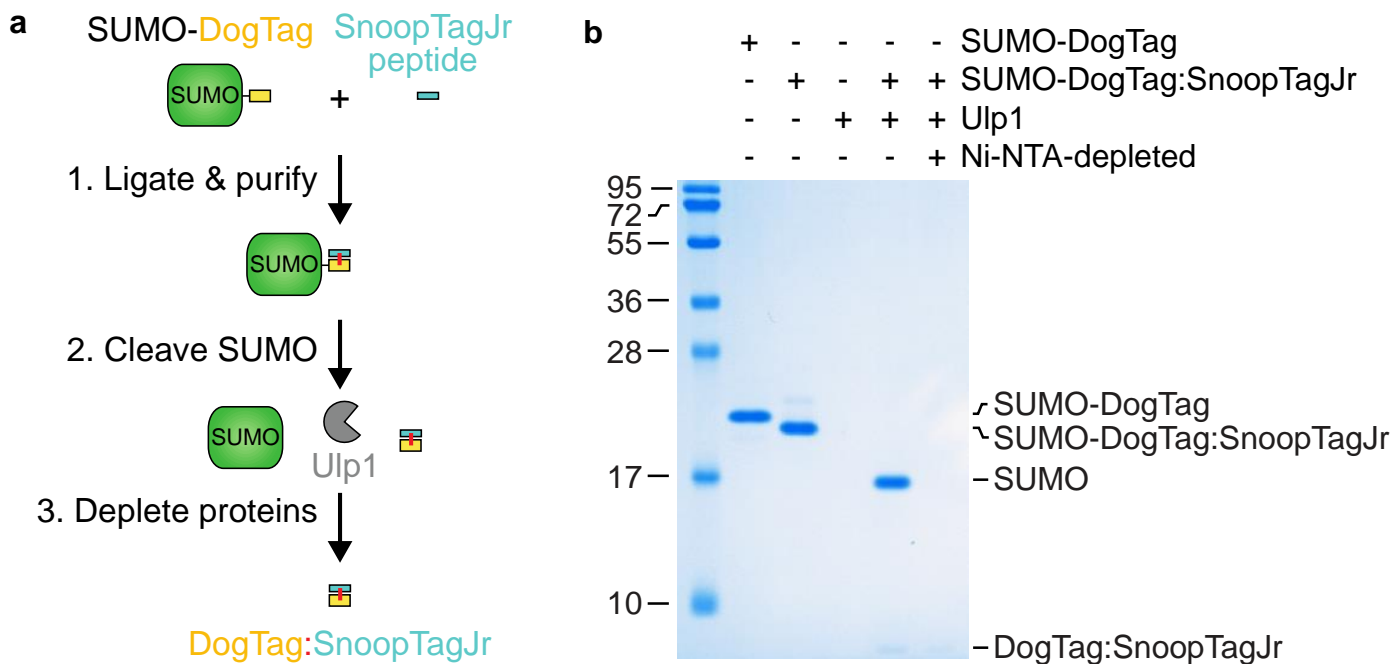 a
SUMO-DogTag SnoopTagJr
peptide
SUMO
+
1. Ligate & purify
SUMO
2. Cleave SUMO
SUMO
Ulp1
3. Deplete proteins
DogTag:SnoopTagJr
b
+ - - - - SUMO-DogTag
- + - + + SUMO-DogTag:SnoopTagJr
- - + + + Ulp1
- - - - + Ni-NTA-depleted
95
72
55
36
28
SUMO-DogTag
SUMO-DogTag:SnoopTagJr
17
SUMO
10
DogTag:SnoopTagJr